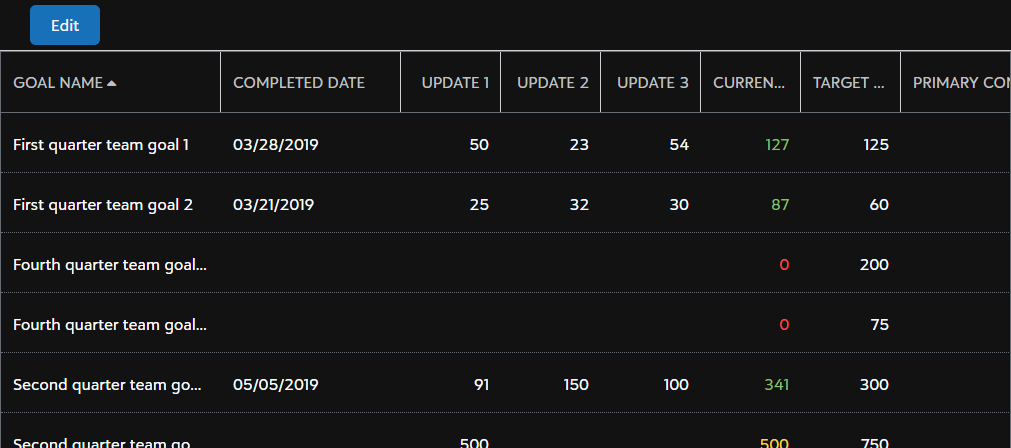 Edit
GOAL NAME COMPLETED DATE UPDATE 1 UPDATE 2 UPDATE 3 CURREN... TARGET ... PRIMARY CON
First quarter team goal 1 03/28/2019 50 23 54 127 125
First quarter team goal 2 03/21/2019 25 32 30 87 60
Fourth quarter team goal... 0 200
Fourth quarter team goal... 0 75
Second quarter team go... 05/05/2019 91 150 100 341 300
Second quarter team go 500 500 750